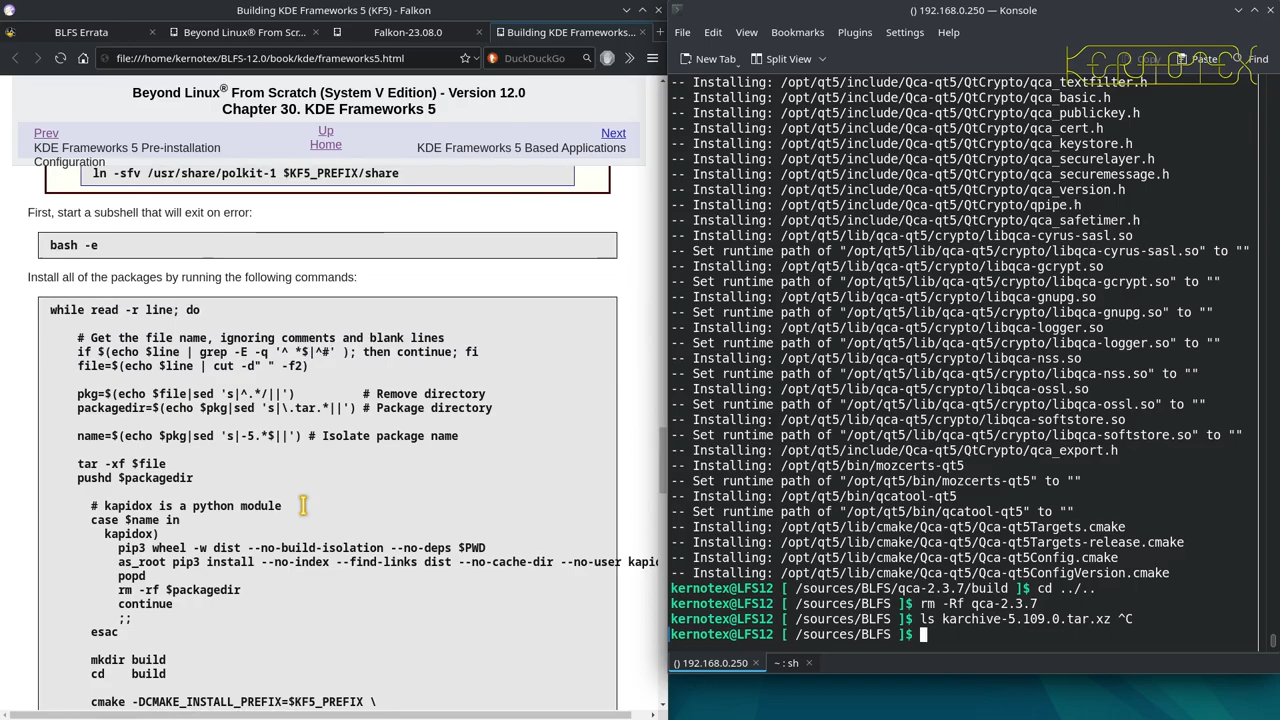 Building KDE Frameworks 5 (KF5) - Falkon
BLFS Errata
Beyond Linux® From Scr...
Falkon-23.08.0
Building KDE Frameworks...
file:///home/kernotex/BLFS-12.0/book/kde/frameworks5.html
DuckDuckGo
Beyond Linux® From Scratch (System V Edition) - Version 12.0
Chapter 30. KDE Frameworks 5
Prev
Up
Next
KDE Frameworks 5 Pre-installation
Home
KDE Frameworks 5 Based Applications
Configuration
ln -sfv /usr/share/polkit-1 $KF5_PREFIX/share
First, start a subshell that will exit on error:
bash -e
Install all of the packages by running the following commands:
while read -r line; do
# Get the file name, ignoring comments and blank lines
if $(echo $line | grep -E -q '^ *$|^#' ); then continue; fi
file=$(echo $line | cut -d" " -f2)
pkg=$(echo $file|sed 's|^.*/||') # Remove directory
packagedir=$(echo $pkg|sed 's|\.tar.*||') # Package directory
name=$(echo $pkg|sed 's|-5.*$||') # Isolate package name
tar -xf $file
pushd $packagedir
# kapidox is a python module
case $name in
kapidox)
pip3 wheel -w dist --no-build-isolation --no-deps $PWD
as_root pip3 install --no-index --find-links dist --no-cache-dir --no-user kapid
popd
rm -rf $packagedir
continue
;;
esac
mkdir build
cd build
cmake -DCMAKE_INSTALL_PREFIX=$KF5_PREFIX \
() 192.168.0.250 — Konsole
File Edit View Bookmarks Plugins Settings Help
New Tab
Split View
Copy
Paste
Find
KERNOTEX
-- Installing: /opt/qt5/include/Qca-qt5/QtCrypto/qca_textfilter.h
-- Installing: /opt/qt5/include/Qca-qt5/QtCrypto/qca_basic.h
-- Installing: /opt/qt5/include/Qca-qt5/QtCrypto/qca_publickey.h
-- Installing: /opt/qt5/include/Qca-qt5/QtCrypto/qca_cert.h
-- Installing: /opt/qt5/include/Qca-qt5/QtCrypto/qca_keystore.h
-- Installing: /opt/qt5/include/Qca-qt5/QtCrypto/qca_securelayer.h
-- Installing: /opt/qt5/include/Qca-qt5/QtCrypto/qca_securemessage.h
-- Installing: /opt/qt5/include/Qca-qt5/QtCrypto/qca_version.h
-- Installing: /opt/qt5/include/Qca-qt5/QtCrypto/qpipe.h
-- Installing: /opt/qt5/include/Qca-qt5/QtCrypto/qca_safetimer.h
-- Installing: /opt/qt5/lib/qca-qt5/crypto/libqca-cyrus-sasl.so
-- Set runtime path of "/opt/qt5/lib/qca-qt5/crypto/libqca-cyrus-sasl.so" to ""
-- Installing: /opt/qt5/lib/qca-qt5/crypto/libqca-gcrypt.so
-- Set runtime path of "/opt/qt5/lib/qca-qt5/crypto/libqca-gcrypt.so" to ""
-- Installing: /opt/qt5/lib/qca-qt5/crypto/libqca-gnupg.so
-- Set runtime path of "/opt/qt5/lib/qca-qt5/crypto/libqca-gnupg.so" to ""
-- Installing: /opt/qt5/lib/qca-qt5/crypto/libqca-logger.so
-- Set runtime path of "/opt/qt5/lib/qca-qt5/crypto/libqca-logger.so" to ""
-- Installing: /opt/qt5/lib/qca-qt5/crypto/libqca-nss.so
-- Set runtime path of "/opt/qt5/lib/qca-qt5/crypto/libqca-nss.so" to ""
-- Installing: /opt/qt5/lib/qca-qt5/crypto/libqca-ossl.so
-- Set runtime path of "/opt/qt5/lib/qca-qt5/crypto/libqca-ossl.so" to ""
-- Installing: /opt/qt5/lib/qca-qt5/crypto/libqca-softstore.so
-- Set runtime path of "/opt/qt5/lib/qca-qt5/crypto/libqca-softstore.so" to ""
-- Installing: /opt/qt5/include/Qca-qt5/QtCrypto/qca_export.h
-- Installing: /opt/qt5/bin/mozcerts-qt5
-- Set runtime path of "/opt/qt5/bin/mozcerts-qt5" to ""
-- Installing: /opt/qt5/bin/qcatool-qt5
-- Set runtime path of "/opt/qt5/bin/qcatool-qt5" to ""
-- Installing: /opt/qt5/lib/cmake/Qca-qt5/Qca-qt5Targets.cmake
-- Installing: /opt/qt5/lib/cmake/Qca-qt5/Qca-qt5Targets-release.cmake
-- Installing: /opt/qt5/lib/cmake/Qca-qt5/Qca-qt5Config.cmake
-- Installing: /opt/qt5/lib/cmake/Qca-qt5/Qca-qt5ConfigVersion.cmake
kernotex@LFS12 [ /sources/BLFS/qca-2.3.7/build ]$ cd ../..
kernotex@LFS12 [ /sources/BLFS ]$ rm -Rf qca-2.3.7
kernotex@LFS12 [ /sources/BLFS ]$ ls karchive-5.109.0.tar.xz ^C
kernotex@LFS12 [ /sources/BLFS ]$
() 192.168.0.250
~ : sh